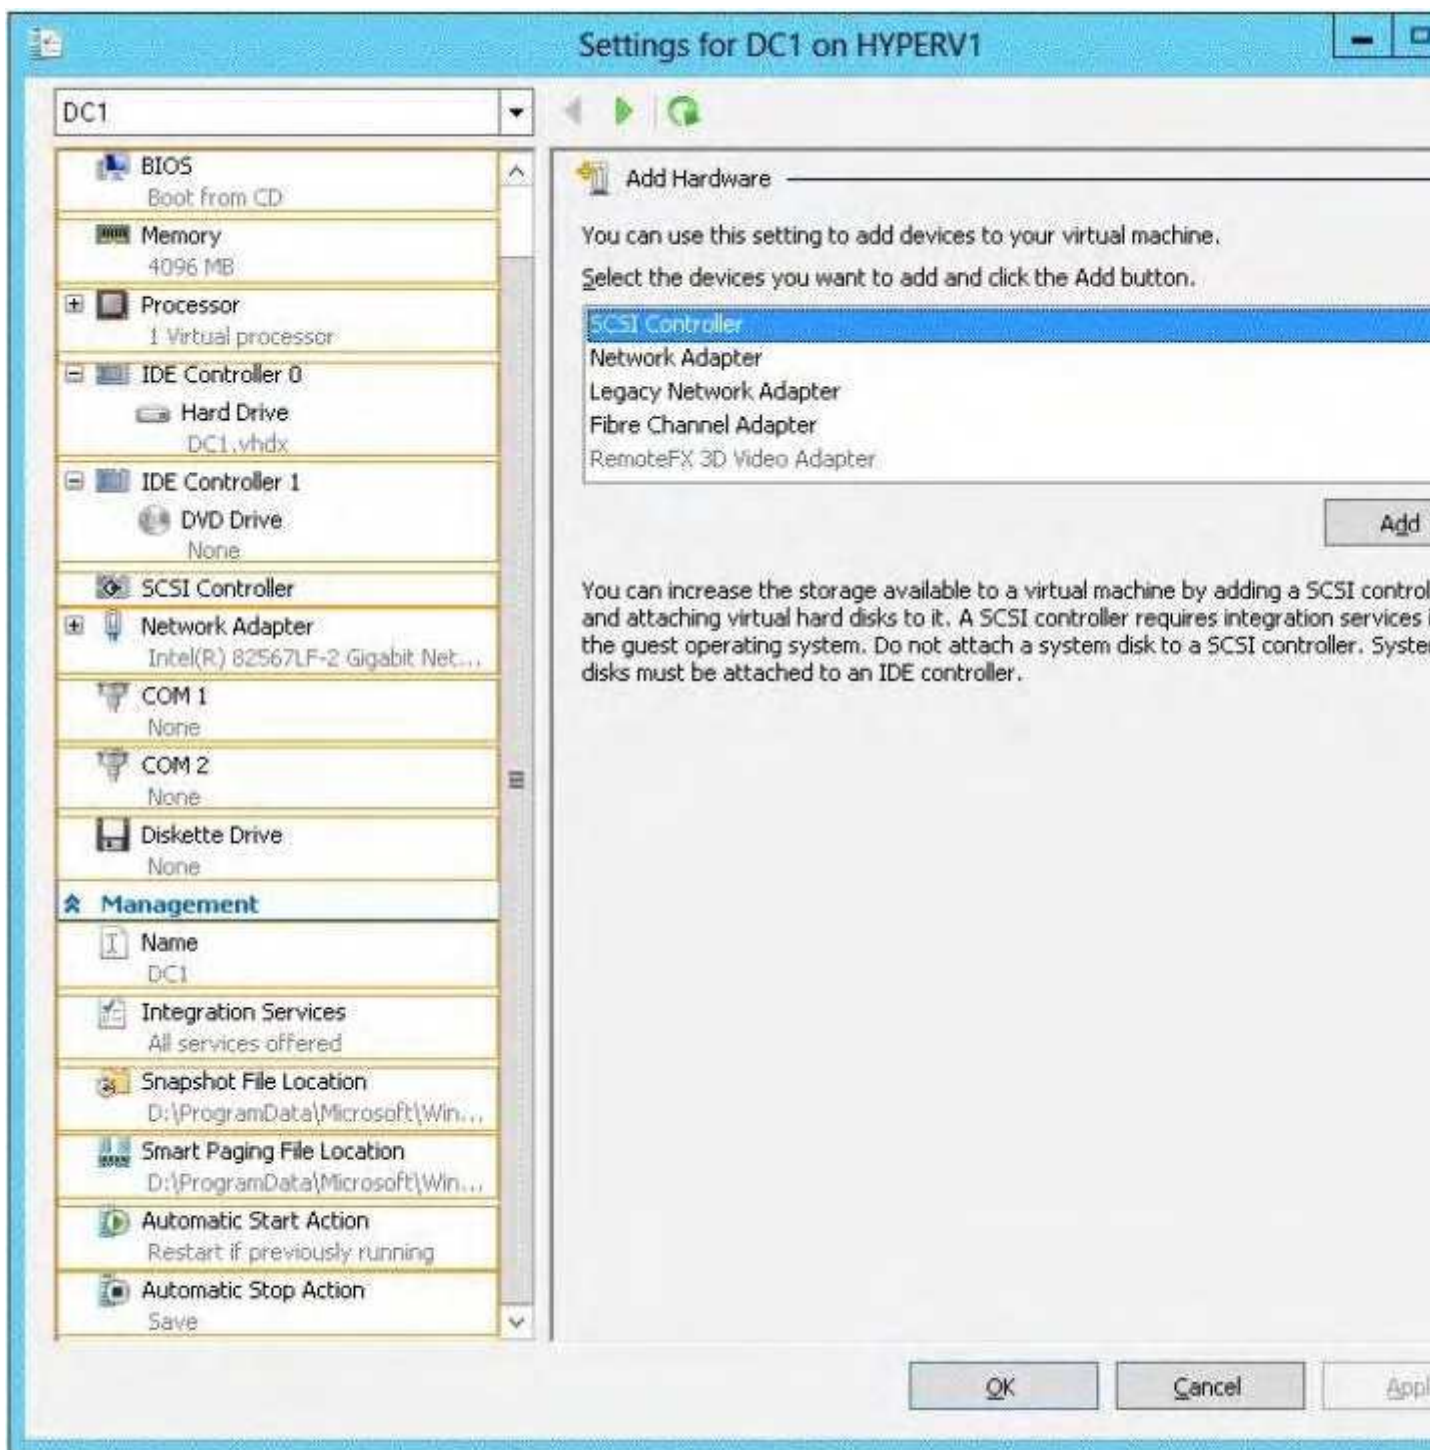 Settings for DC1 on HYPERV1
DC1
BIOS
Boot from CD
Memory
4096 MB
Processor
1 Virtual processor
IDE Controller 0
Hard Drive
DC1.vhdx
IDE Controller 1
DVD Drive
None
SCSI Controller
Network Adapter
Intel(R) 82567LF-2 Gigabit Net...
COM 1
None
COM 2
None
Diskette Drive
None
Management
Name
DC1
Integration Services
All services offered
Snapshot File Location
D:\ProgramData\Microsoft\Win...
Smart Paging File Location
D:\ProgramData\Microsoft\Win...
Automatic Start Action
Restart if previously running
Automatic Stop Action
Save
Add Hardware
You can use this setting to add devices to your virtual machine.
Select the devices you want to add and click the Add button.
SCSI Controller
Network Adapter
Legacy Network Adapter
Fibre Channel Adapter
RemoteFX 3D Video Adapter
Add
You can increase the storage available to a virtual machine by adding a SCSI control
and attaching virtual hard disks to it. A SCSI controller requires integration services i
the guest operating system. Do not attach a system disk to a SCSI controller. Syste
disks must be attached to an IDE controller.
OK
Cancel
Appl